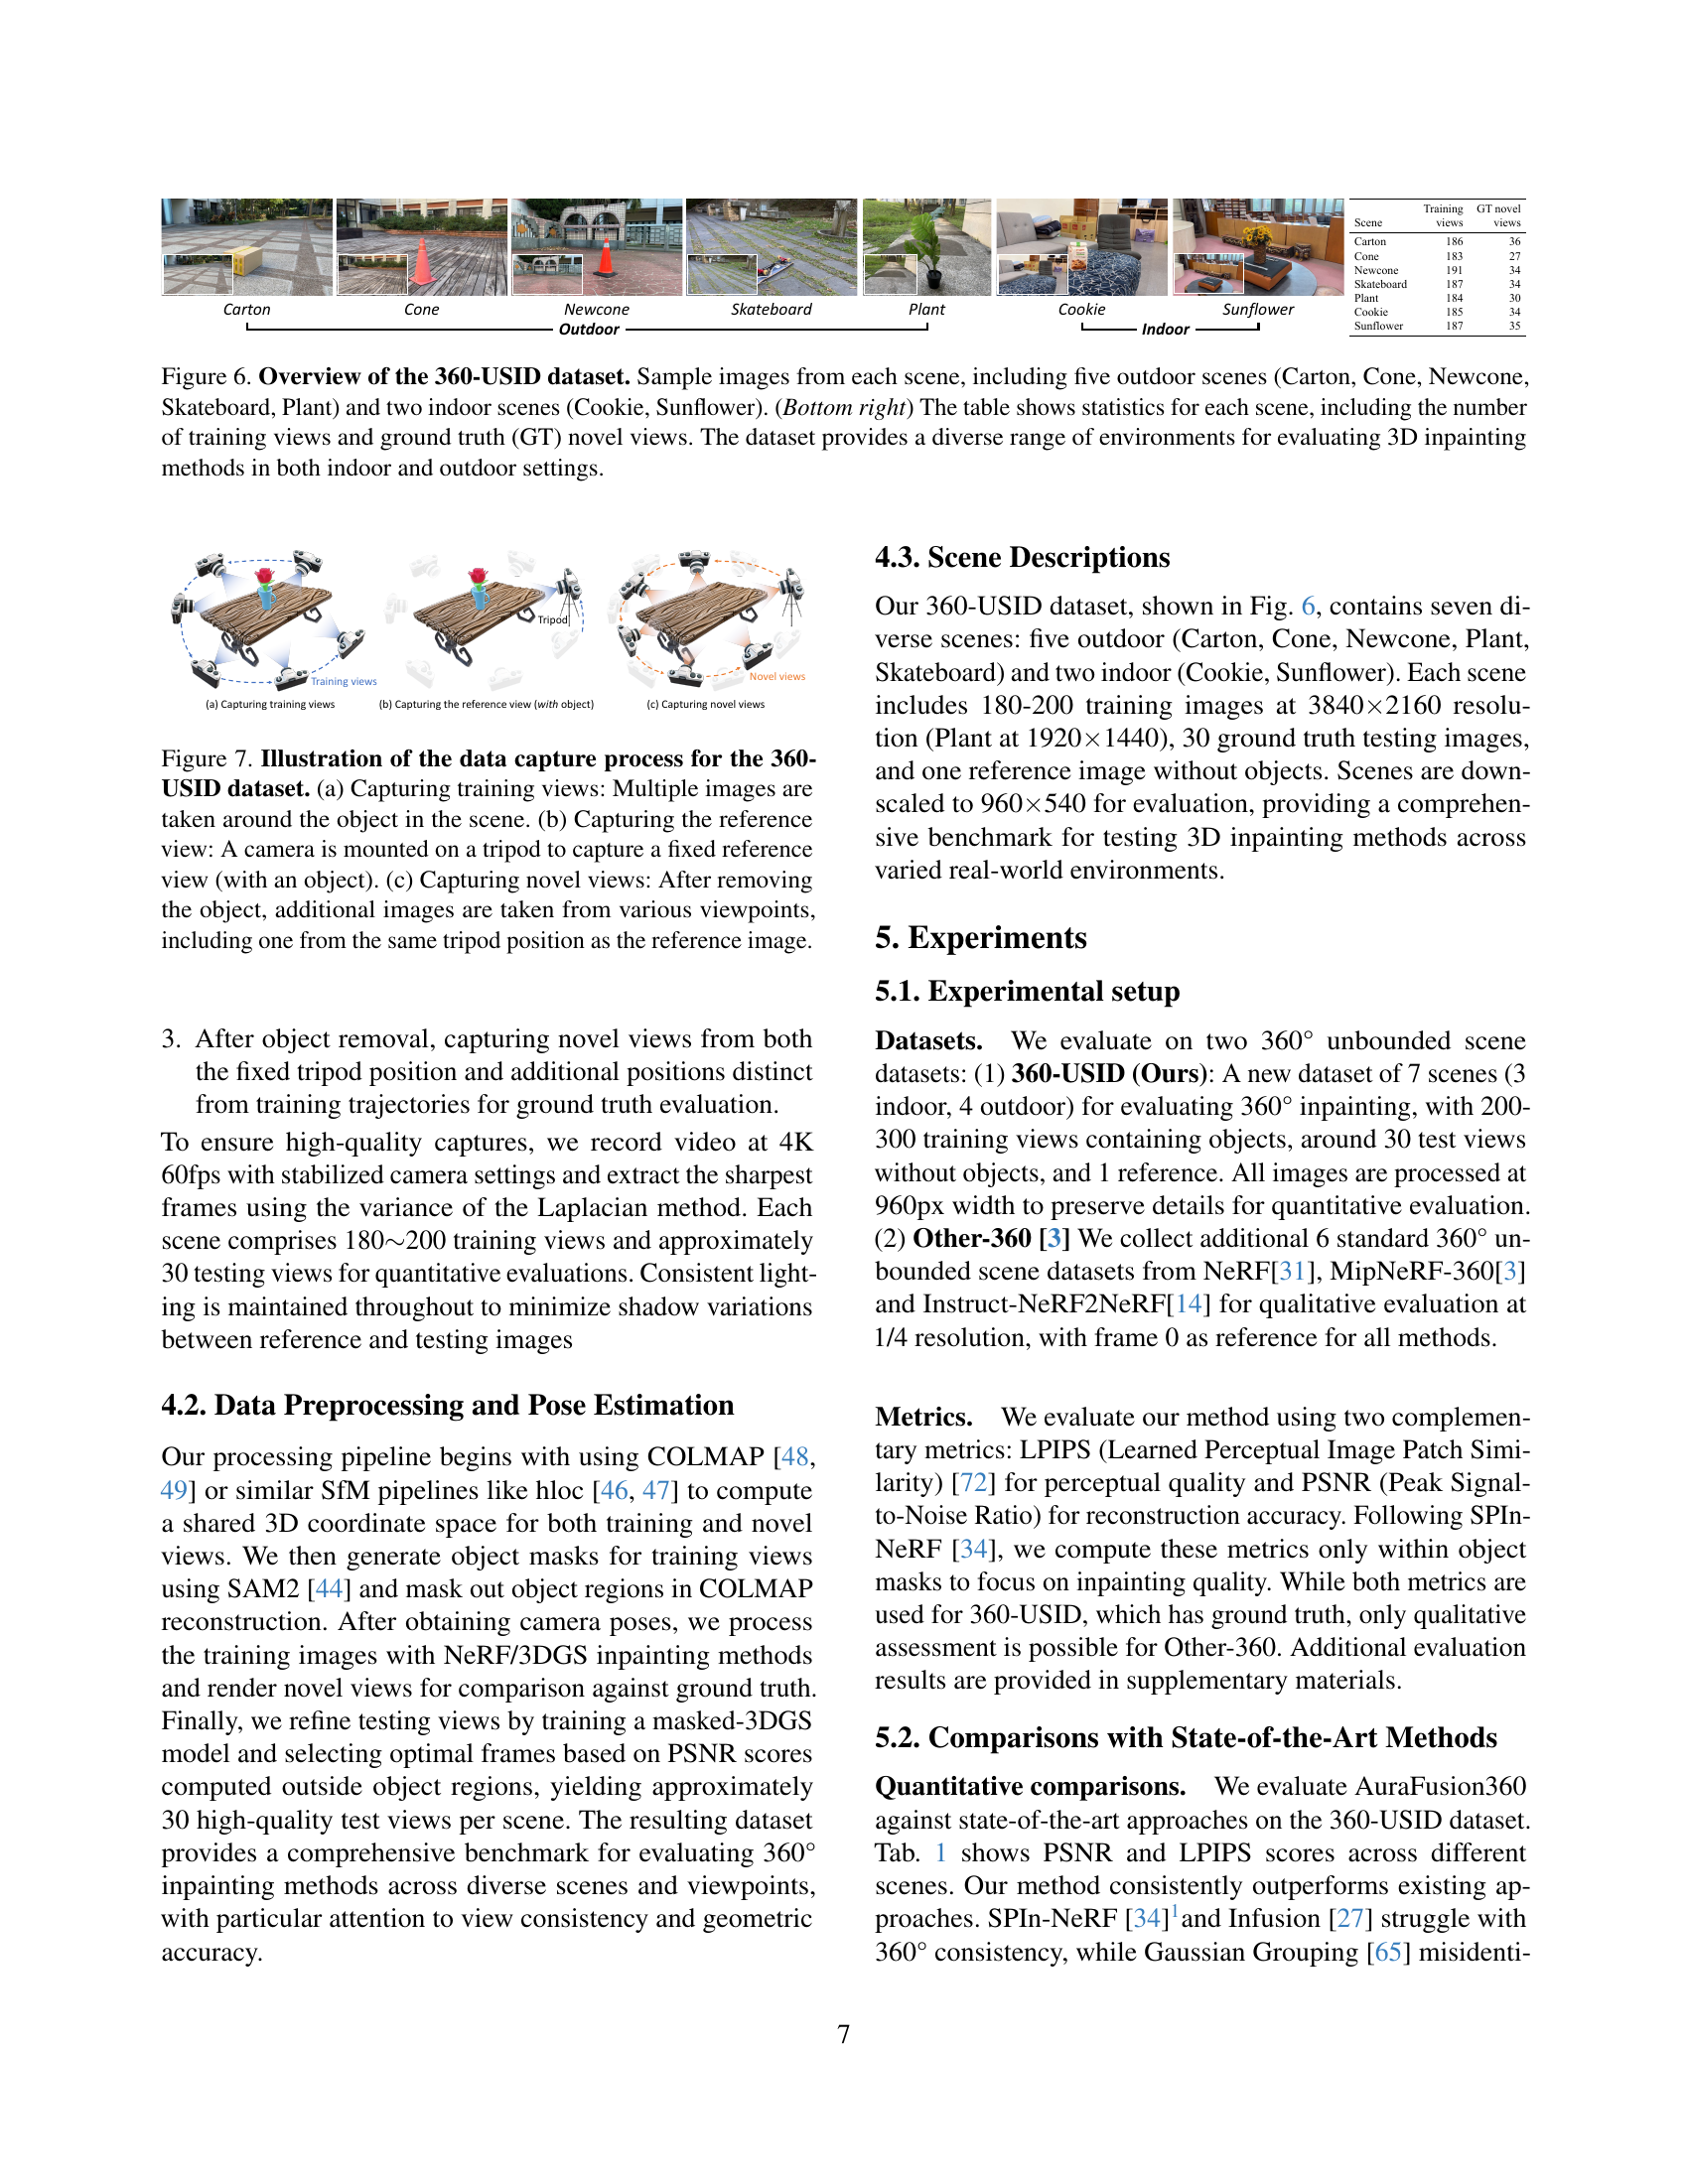 Carton
Cone
Newcone
Skateboard
Plant
Cookie
Sunflower
Outdoor
Indoor
Scene Training views GT novel views
Carton 186 36
Cone 183 27
Newcone 191 34
Skateboard 187 34
Plant 184 30
Cookie 185 34
Sunflower 187 35
Figure 6. Overview of the 360-USID dataset. Sample images from each scene, including five outdoor scenes (Carton, Cone, Newcone,
Skateboard, Plant) and two indoor scenes (Cookie, Sunflower). (Bottom right) The table shows statistics for each scene, including the number
of training views and ground truth (GT) novel views. The dataset provides a diverse range of environments for evaluating 3D inpainting
methods in both indoor and outdoor settings.
Training views
Tripod
Novel views
(a) Capturing training views
(b) Capturing the reference view (with object)
(c) Capturing novel views
Figure 7. Illustration of the data capture process for the 360-
USID dataset. (a) Capturing training views: Multiple images are
taken around the object in the scene. (b) Capturing the reference
view: A camera is mounted on a tripod to capture a fixed reference
view (with an object). (c) Capturing novel views: After removing
the object, additional images are taken from various viewpoints,
including one from the same tripod position as the reference image.
3. After object removal, capturing novel views from both
the fixed tripod position and additional positions distinct
from training trajectories for ground truth evaluation.
To ensure high-quality captures, we record video at 4K
60fps with stabilized camera settings and extract the sharpest
frames using the variance of the Laplacian method. Each
scene comprises 180∼200 training views and approximately
30 testing views for quantitative evaluations. Consistent light-
ing is maintained throughout to minimize shadow variations
between reference and testing images
4.2. Data Preprocessing and Pose Estimation
Our processing pipeline begins with using COLMAP [48,
49] or similar SfM pipelines like hloc [46, 47] to compute
a shared 3D coordinate space for both training and novel
views. We then generate object masks for training views
using SAM2 [44] and mask out object regions in COLMAP
reconstruction. After obtaining camera poses, we process
the training images with NeRF/3DGS inpainting methods
and render novel views for comparison against ground truth.
Finally, we refine testing views by training a masked-3DGS
model and selecting optimal frames based on PSNR scores
computed outside object regions, yielding approximately
30 high-quality test views per scene. The resulting dataset
provides a comprehensive benchmark for evaluating 360°
inpainting methods across diverse scenes and viewpoints,
with particular attention to view consistency and geometric
accuracy.
4.3. Scene Descriptions
Our 360-USID dataset, shown in Fig. 6, contains seven di-
verse scenes: five outdoor (Carton, Cone, Newcone, Plant,
Skateboard) and two indoor (Cookie, Sunflower). Each scene
includes 180-200 training images at 3840×2160 resolu-
tion (Plant at 1920×1440), 30 ground truth testing images,
and one reference image without objects. Scenes are down-
scaled to 960×540 for evaluation, providing a comprehen-
sive benchmark for testing 3D inpainting methods across
varied real-world environments.
5. Experiments
5.1. Experimental setup
Datasets. We evaluate on two 360° unbounded scene
datasets: (1) 360-USID (Ours): A new dataset of 7 scenes (3
indoor, 4 outdoor) for evaluating 360° inpainting, with 200-
300 training views containing objects, around 30 test views
without objects, and 1 reference. All images are processed at
960px width to preserve details for quantitative evaluation.
(2) Other-360 [3] We collect additional 6 standard 360° un-
bounded scene datasets from NeRF[31], MipNeRF-360[3]
and Instruct-NeRF2NeRF[14] for qualitative evaluation at
1/4 resolution, with frame 0 as reference for all methods.
Metrics. We evaluate our method using two complemen-
tary metrics: LPIPS (Learned Perceptual Image Patch Simi-
larity) [72] for perceptual quality and PSNR (Peak Signal-
to-Noise Ratio) for reconstruction accuracy. Following SPIn-
NeRF [34], we compute these metrics only within object
masks to focus on inpainting quality. While both metrics are
used for 360-USID, which has ground truth, only qualitative
assessment is possible for Other-360. Additional evaluation
results are provided in supplementary materials.
5.2. Comparisons with State-of-the-Art Methods
Quantitative comparisons. We evaluate AuraFusion360
against state-of-the-art approaches on the 360-USID dataset.
Tab. 1 shows PSNR and LPIPS scores across different
scenes. Our method consistently outperforms existing ap-
proaches. SPIn-NeRF [34]¹and Infusion [27] struggle with
360° consistency, while Gaussian Grouping [65] misidenti-
7